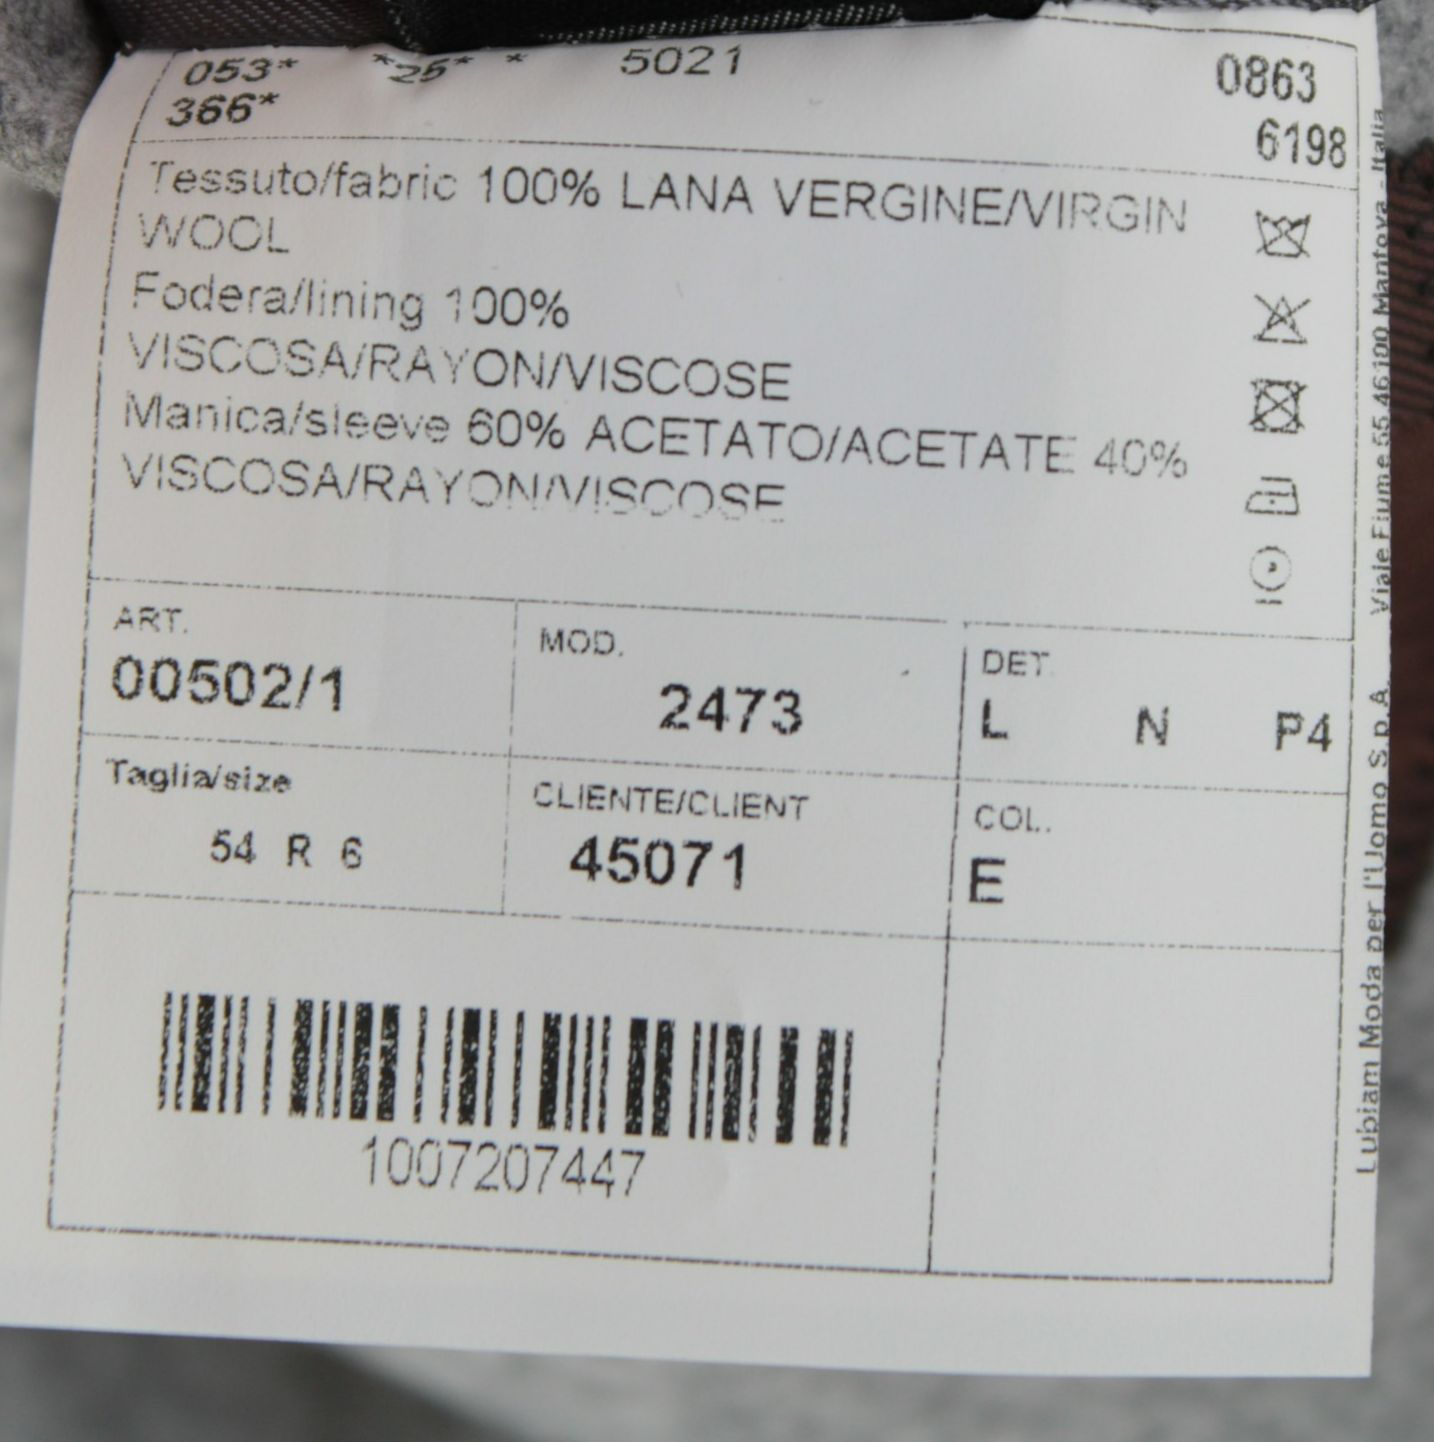 053* *25* * 5021 0863
366* 6198
Tessuto/fabric 100% LANA VERGINE/VIRGIN
WOOL
Fodera/lining 100%
VISCOSA/RAYON/VISCOSE
Manica/sleeve 60% ACETATO/ACETATE 40%
VISCOSA/RAYON/VISCOSE
ART.
00502/1
MOD.
2473
DET.
L N P4
Taglia/size
54 R 6
CLIENTE/CLIENT
45071
COL.
E
1007207447
Lubiam Moda per l'Uomo S.p.A. Viale Fiume 55 46100 Mantova - Italia